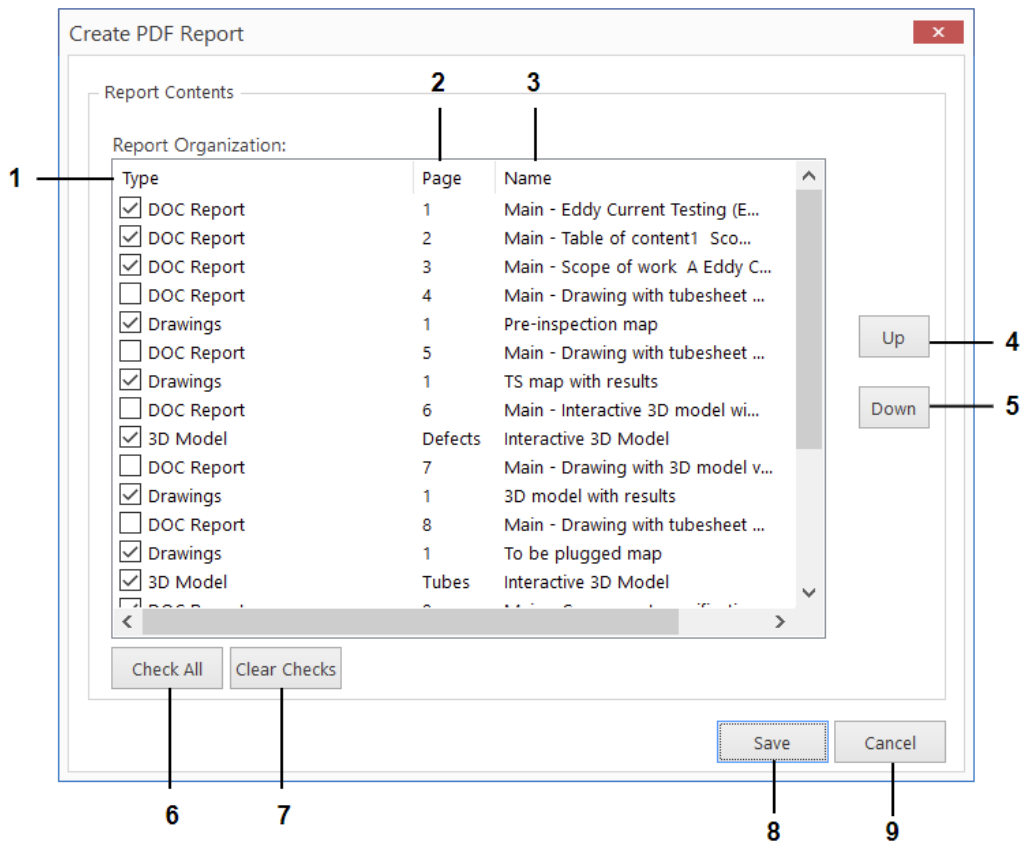 Create PDF Report
2 3
Report Contents
Report Organization:
1 Type Page Name
DOC Report 1 Main - Eddy Current Testing (E...
DOC Report 2 Main - Table of content1 Sco...
DOC Report 3 Main - Scope of work A Eddy C...
DOC Report 4 Main - Drawing with tubesheet ...
Drawings 1 Pre-inspection map
Up 4
DOC Report 5 Main - Drawing with tubesheet ...
Drawings 1 TS map with results
DOC Report 6 Main - Interactive 3D model wi...
Down 5
3D Model Defects Interactive 3D Model
DOC Report 7 Main - Drawing with 3D model v...
Drawings 1 3D model with results
DOC Report 8 Main - Drawing with tubesheet ...
Drawings 1 To be plugged map
3D Model Tubes Interactive 3D Model
Check All Clear Checks
Save Cancel
6 7
8 9